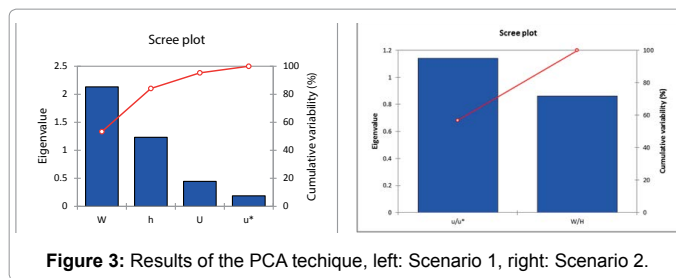 Scree plot
Eigenvalue
2.5
2
1.5
1
0.5
0
100
80
60
40
20
0
Cumulative variability (%)
W h U u*
Scree plot
Eigenvalue
1.2
1
0.8
0.6
0.4
0.2
0
100
80
60
40
20
0
Cumulative variability (%)
u/u* W/H
Figure 3: Results of the PCA techique, left: Scenario 1, right: Scenario 2.